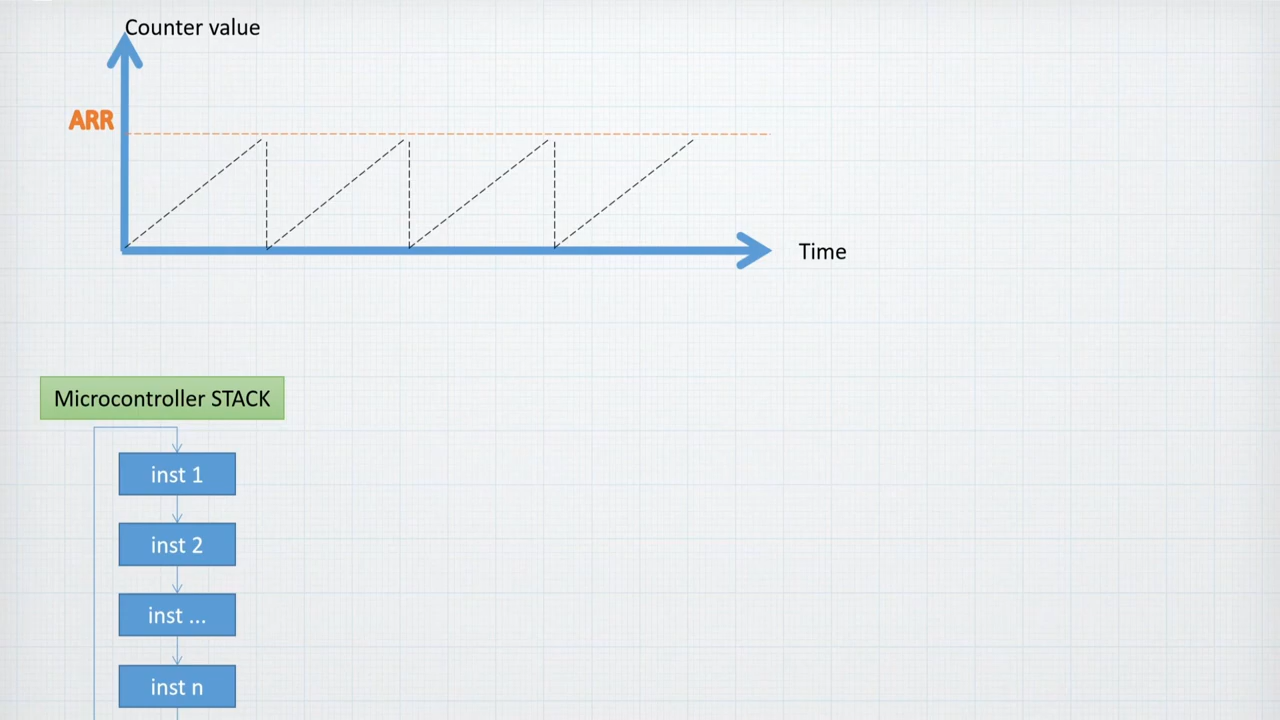 Counter value
ARR
Time
Microcontroller STACK
inst 1
inst 2
inst ...
inst n